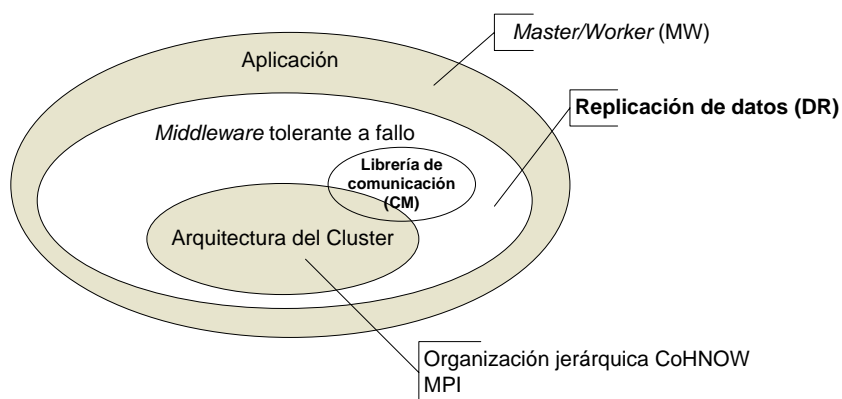 Master/Worker (MW)
Aplicación
Replicación de datos (DR)
Middleware tolerante a fallo
Librería de
comunicación
(CM)
Arquitectura del Cluster
Organización jerárquica CoHNOW
MPI